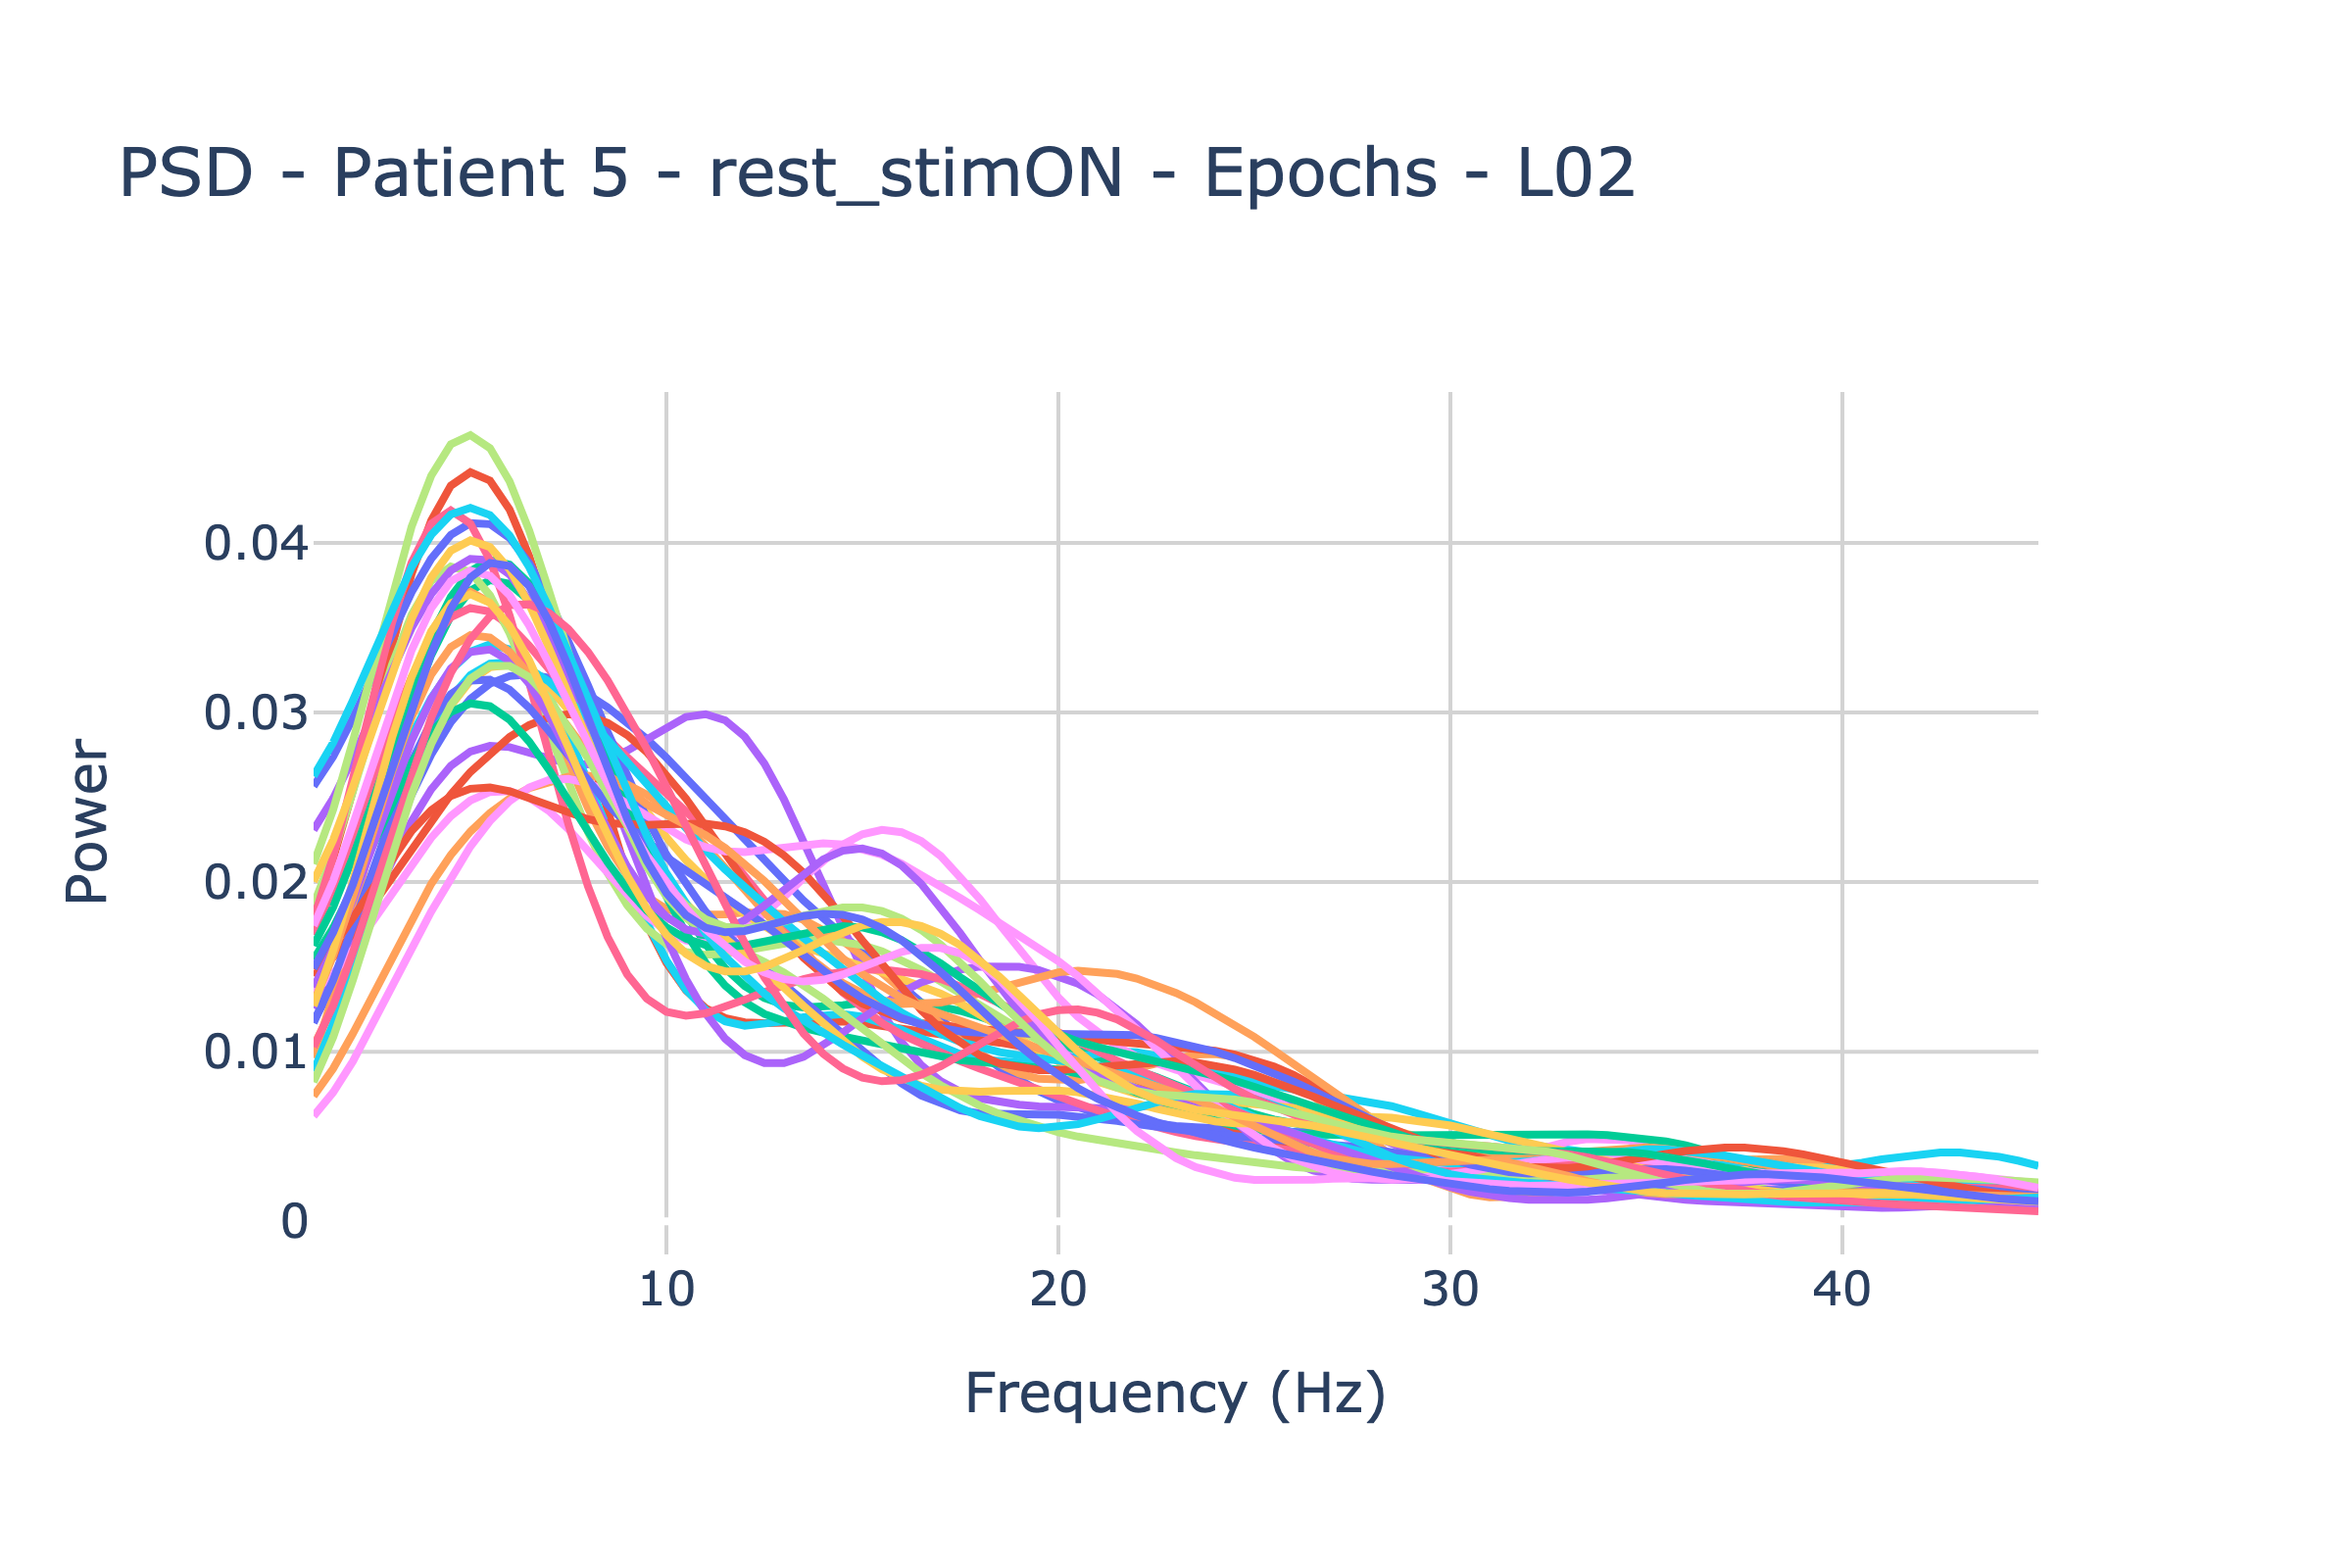 PSD - Patient 5 - rest_stimON - Epochs - L02
0.04
0.03
0.02
0.01
0
Power
10 20 30 40
Frequency (Hz)